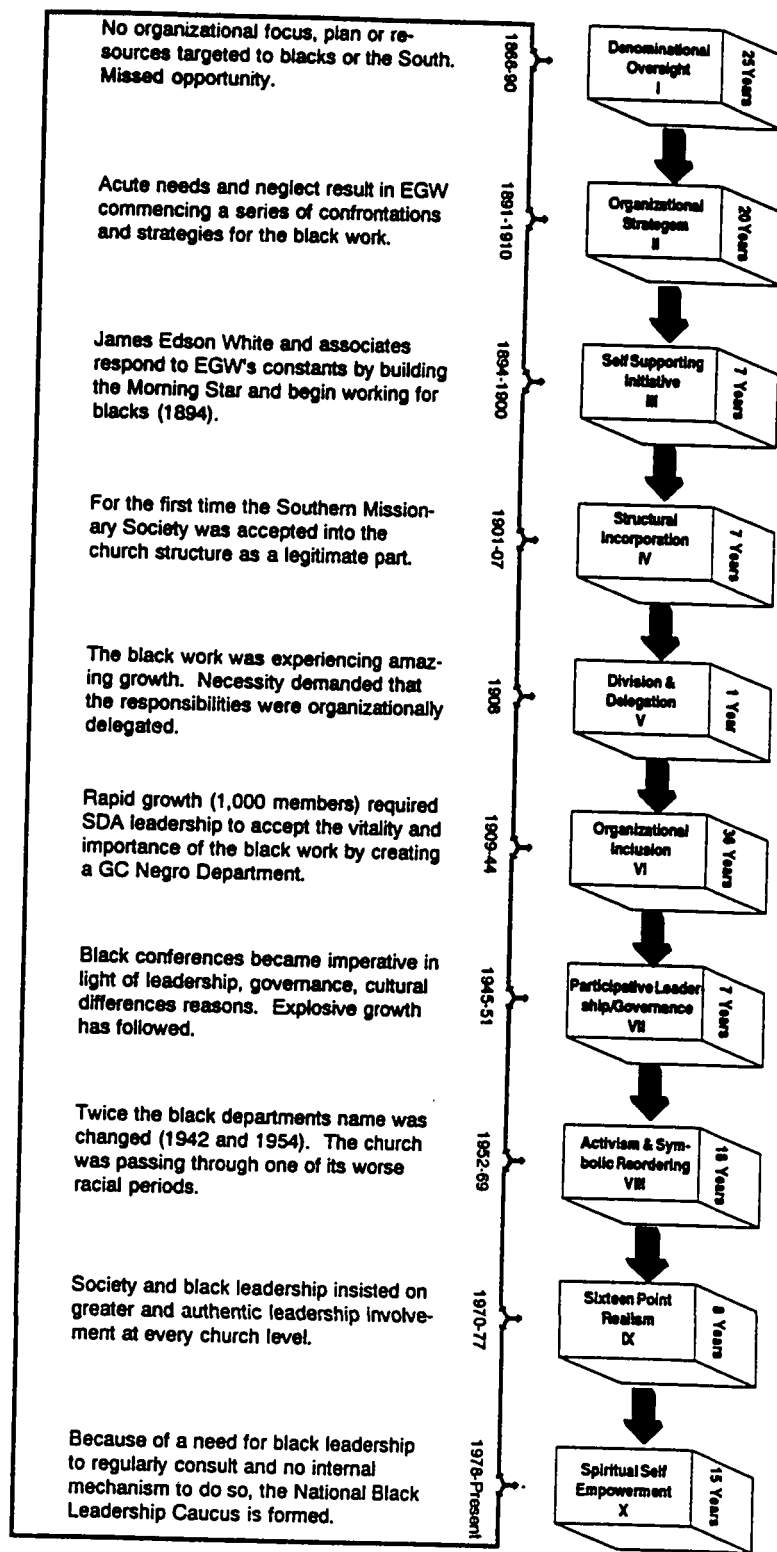 No organizational focus, plan or re-
sources targeted to blacks or the South.
Missed opportunity.
1866-90
Denominational
Oversight
I
25 Years
Acute needs and neglect result in EGW
commencing a series of confrontations
and strategies for the black work.
1891-1910
Organizational
Strategem
II
20 Years
James Edson White and associates
respond to EGW's constants by building
the Morning Star and begin working for
blacks (1894).
1894-1900
Self Supporting
Initiative
III
7 Years
For the first time the Southern Mission-
ary Society was accepted into the
church structure as a legitimate part.
1901-07
Structural
Incorporation
IV
7 Years
The black work was experiencing amaz-
ing growth. Necessity demanded that
the responsibilities were organizationally
delegated.
1908
Division &
Delegation
V
1 Year
Rapid growth (1,000 members) required
SDA leadership to accept the vitality and
importance of the black work by creating
a GC Negro Department.
1909-44
Organizational
Inclusion
VI
36 Years
Black conferences became imperative in
light of leadership, governance, cultural
differences reasons. Explosive growth
has followed.
1945-51
Participative Leader-
ship/Governance
VII
7 Years
Twice the black departments name was
changed (1942 and 1954). The church
was passing through one of its worse
racial periods.
1952-69
Activism & Sym-
bolic Reordering
VIII
18 Years
Society and black leadership insisted on
greater and authentic leadership involve-
ment at every church level.
1970-77
Sixteen Point
Realism
IX
8 Years
Because of a need for black leadership
to regularly consult and no internal
mechanism to do so, the National Black
Leadership Caucus is formed.
1978-Present
Spiritual Self
Empowerment
X
15 Years